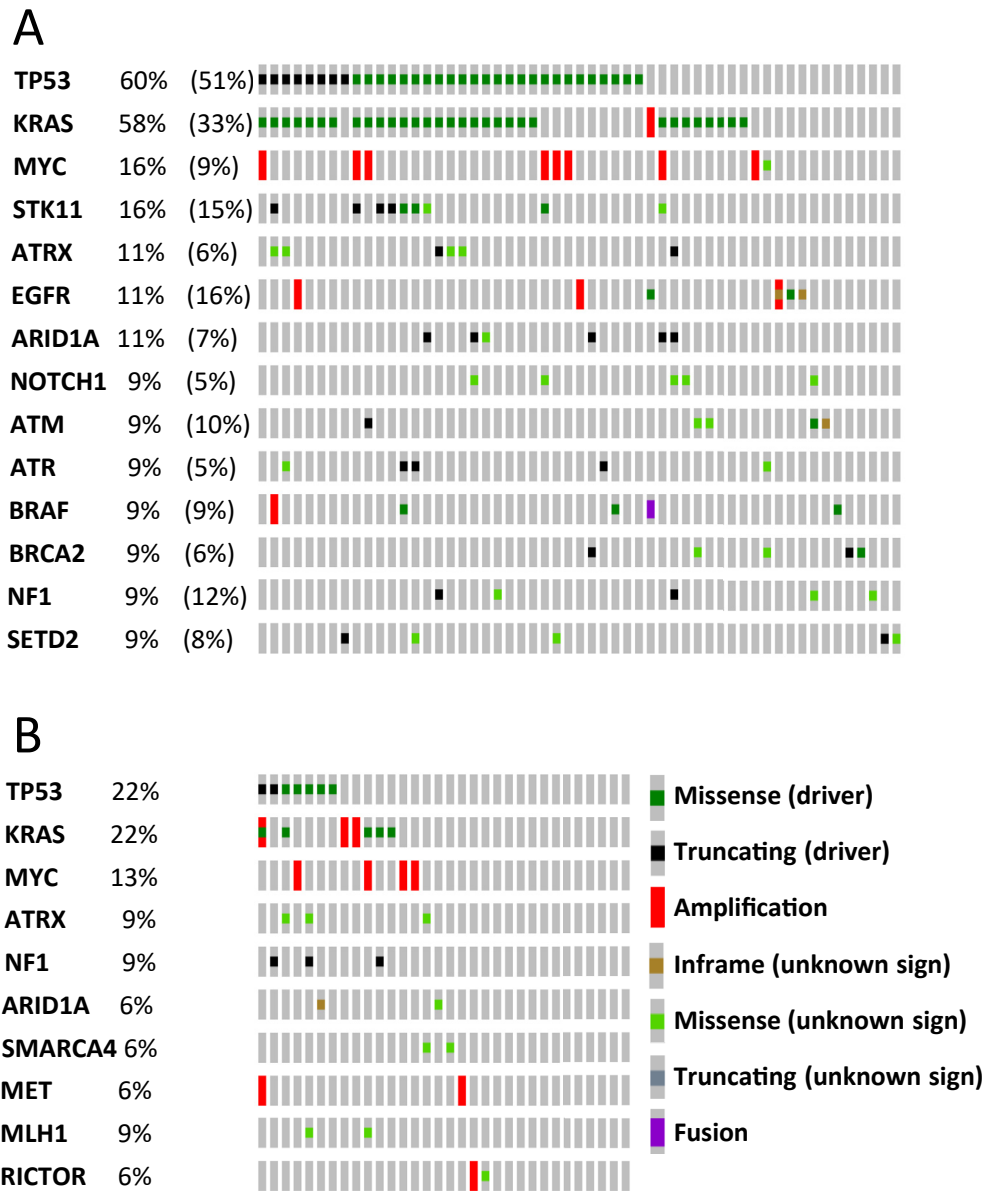 A
TP53 60% (51%)
KRAS 58% (33%)
MYC 16% (9%)
STK11 16% (15%)
ATRX 11% (6%)
EGFR 11% (16%)
ARID1A 11% (7%)
NOTCH1 9% (5%)
ATM 9% (10%)
ATR 9% (5%)
BRAF 9% (9%)
BRCA2 9% (6%)
NF1 9% (12%)
SETD2 9% (8%)
B
TP53 22%
KRAS 22%
MYC 13%
ATRX 9%
NF1 9%
ARID1A 6%
SMARCA4 6%
MET 6%
MLH1 9%
RICTOR 6%
Missense (driver)
Truncating (driver)
Amplification
Inframe (unknown sign)
Missense (unknown sign)
Truncating (unknown sign)
Fusion